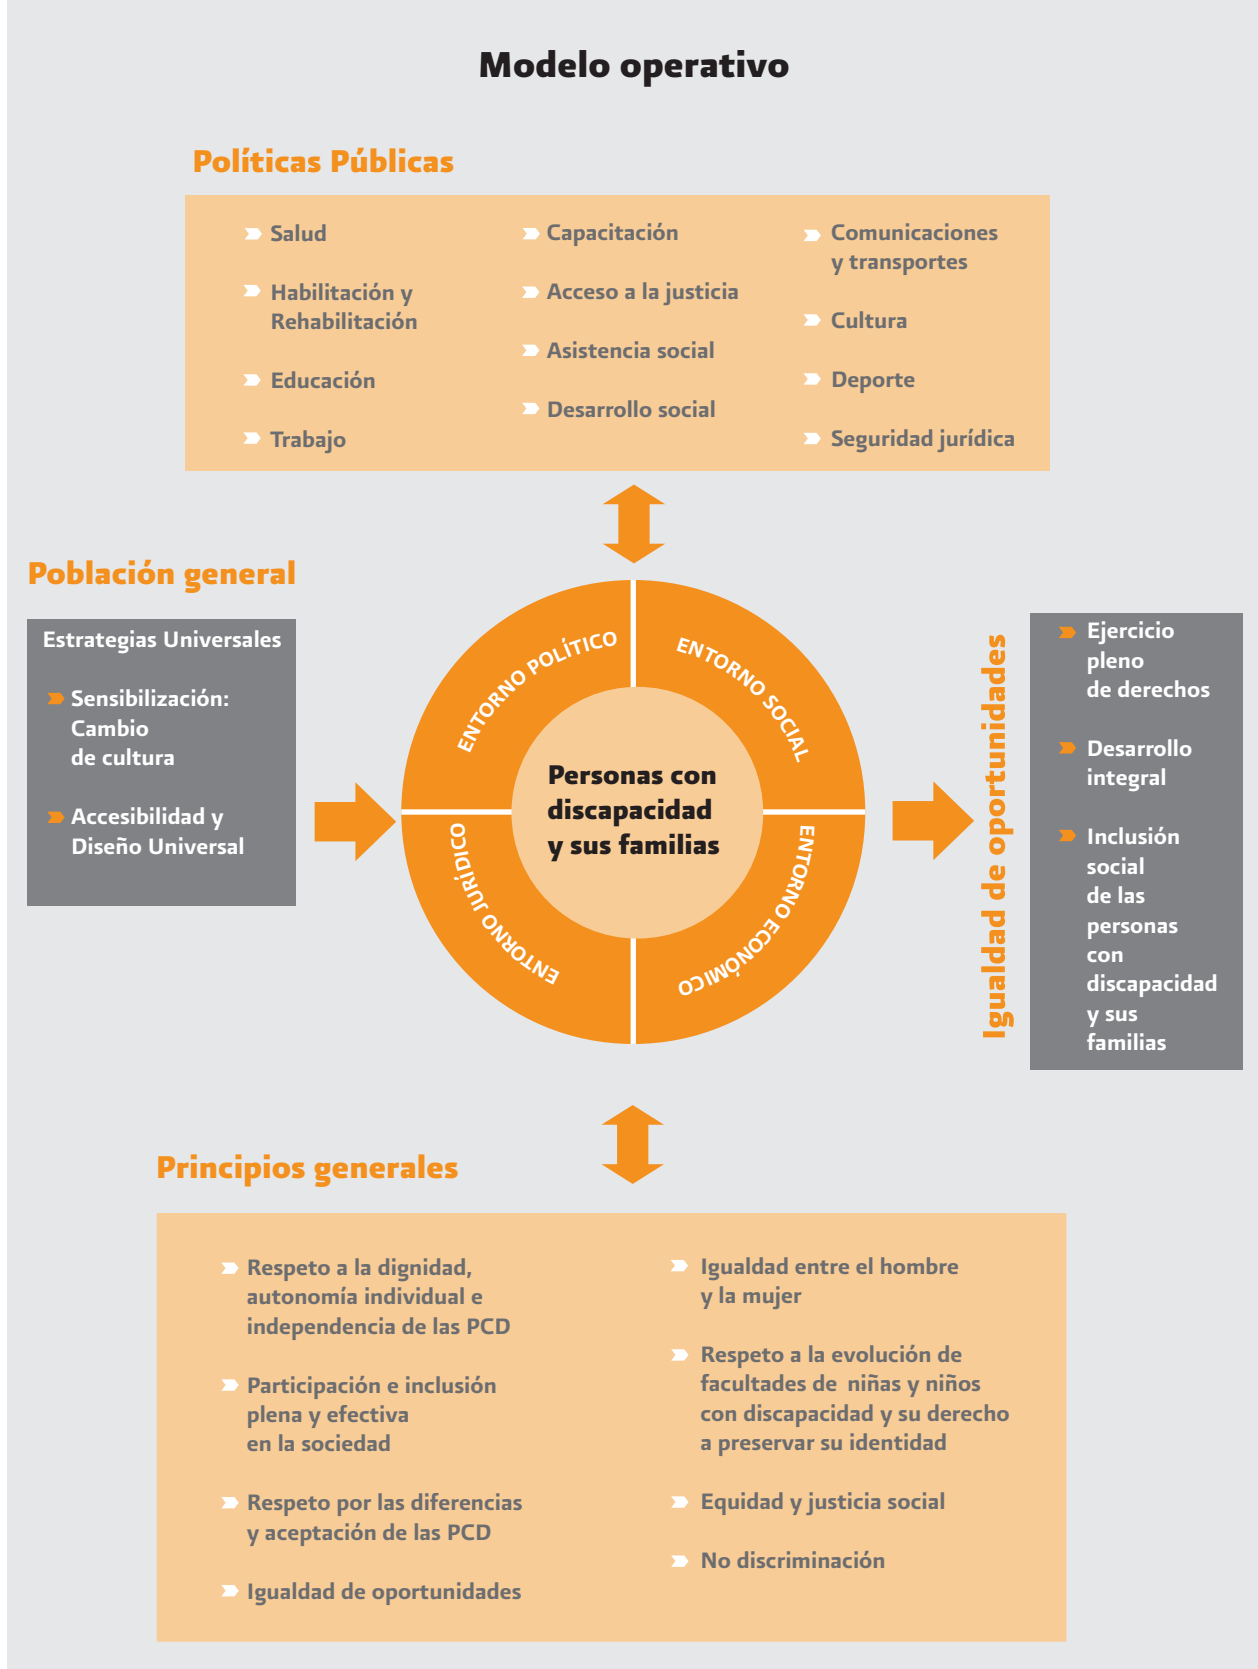 Modelo operativo
Políticas Públicas
Salud
Habilitación y
Rehabilitación
Educación
Trabajo
Capacitación
Acceso a la justicia
Asistencia social
Desarrollo social
Comunicaciones
y transportes
Cultura
Deporte
Seguridad jurídica
Población general
Estrategias Universales
Sensibilización:
Cambio
de cultura
Accesibilidad y
Diseño Universal
ENTORNO POLÍTICO
ENTORNO SOCIAL
ENTORNO JURÍDICO
ENTORNO ECONÓMICO
Personas con
discapacidad
y sus familias
Igualdad de oportunidades
Ejercicio
pleno
de derechos
Desarrollo
integral
Inclusión
social
de las
personas
con
discapacidad
y sus
familias
Principios generales
Respeto a la dignidad,
autonomía individual e
independencia de las PCD
Participación e inclusión
plena y efectiva
en la sociedad
Respeto por las diferencias
y aceptación de las PCD
Igualdad de oportunidades
Igualdad entre el hombre
y la mujer
Respeto a la evolución de
facultades de niñas y niños
con discapacidad y su derecho
a preservar su identidad
Equidad y justicia social
No discriminación